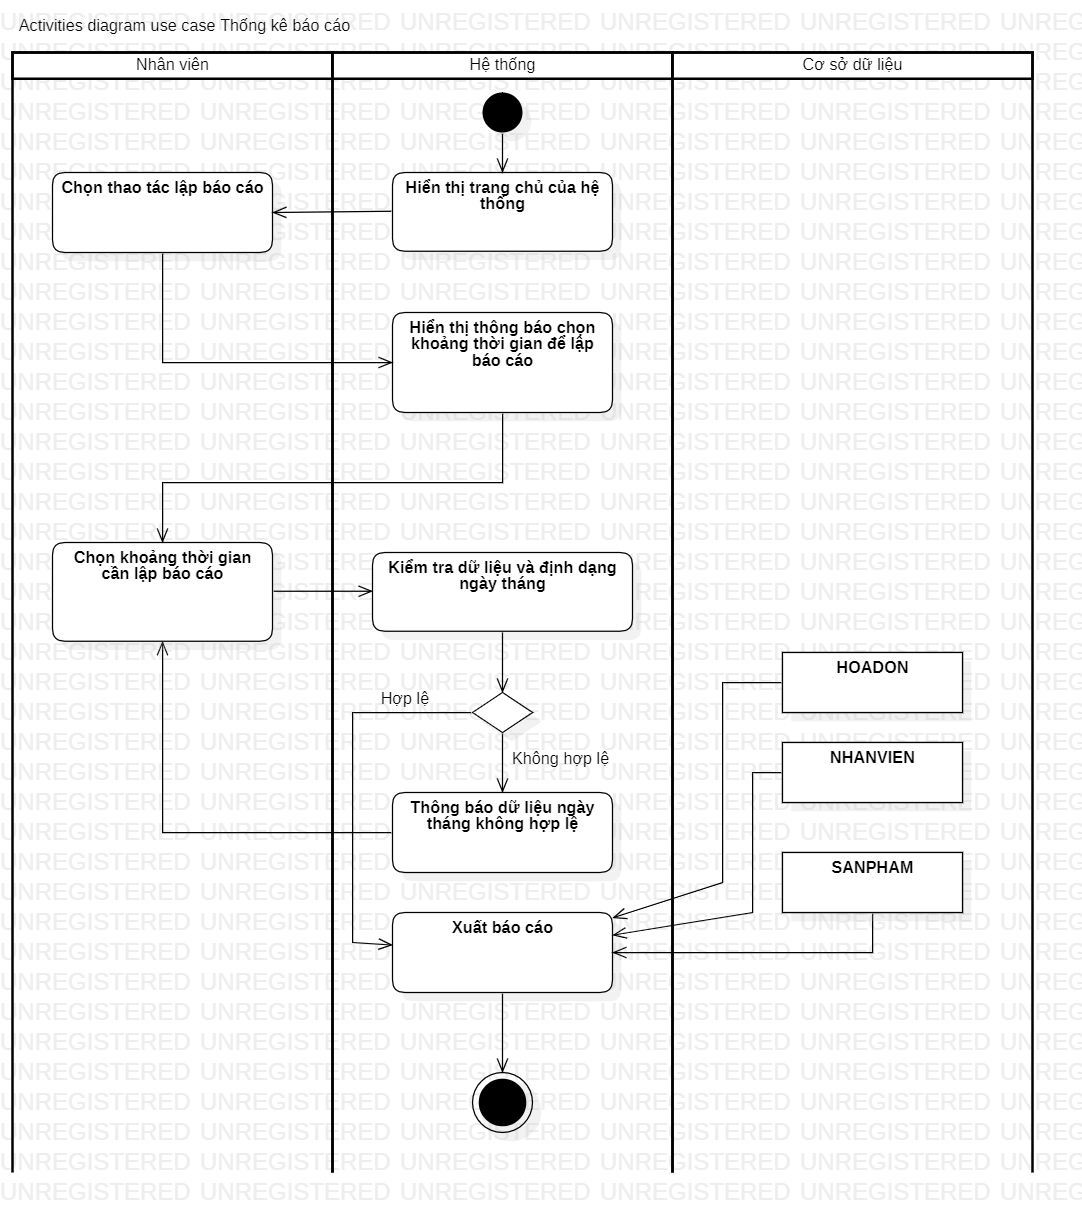 Activities diagram use case Thống kê báo cáo
Nhân viên
Hệ thống
Cơ sở dữ liệu
Chọn thao tác lập báo cáo
Hiển thị trang chủ của hệ
thống
Hiển thị thông báo chọn
khoảng thời gian để lập
báo cáo
Chọn khoảng thời gian
cần lập báo cáo
Kiểm tra dữ liệu và định dạng
ngày tháng
HOADON
Hợp lệ
Không hợp lệ
NHANVIEN
Thông báo dữ liệu ngày
tháng không hợp lệ
SANPHAM
Xuất báo cáo
UNREGISTERED